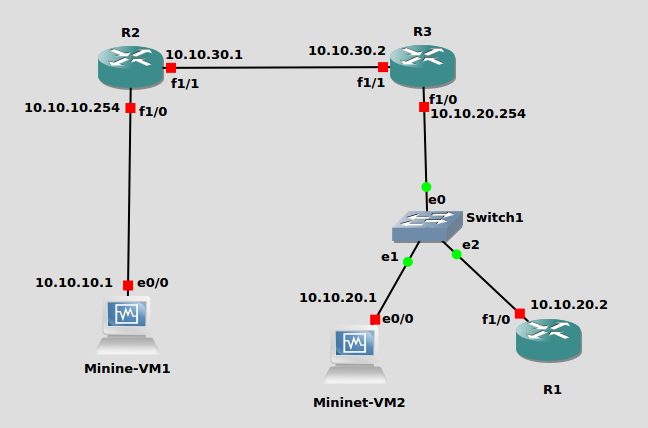 R2
R3
10.10.30.1
10.10.30.2
f1/1
f1/1
10.10.10.254
f1/0
f1/0
10.10.20.254
e0
Switch1
e1
e2
10.10.10.1
e0/0
10.10.20.1
10.10.20.2
e0/0
f1/0
Minine-VM1
R1
Mininet-VM2